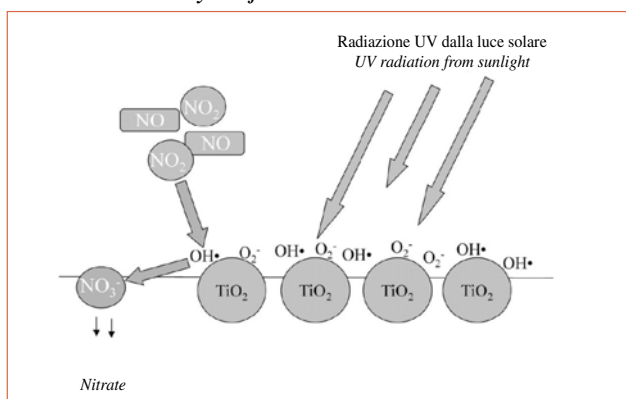 Radiazione UV dalla luce solare
UV radiation from sunlight
NO₂
NO
NO
NO₂
OH• O₂⁻ OH• O₂⁻ OH• O₂⁻ O₂⁻ OH• OH•
NO₃⁻ TiO₂ TiO₂ TiO₂ TiO₂
Nitrate